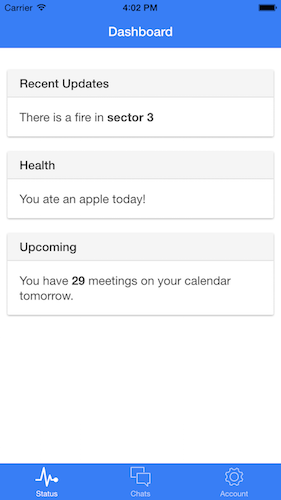 Carrier 4:02 PM
Dashboard
Recent Updates
There is a fire in sector 3
Health
You ate an apple today!
Upcoming
You have 29 meetings on your calendar
tomorrow.
Status Chats Account